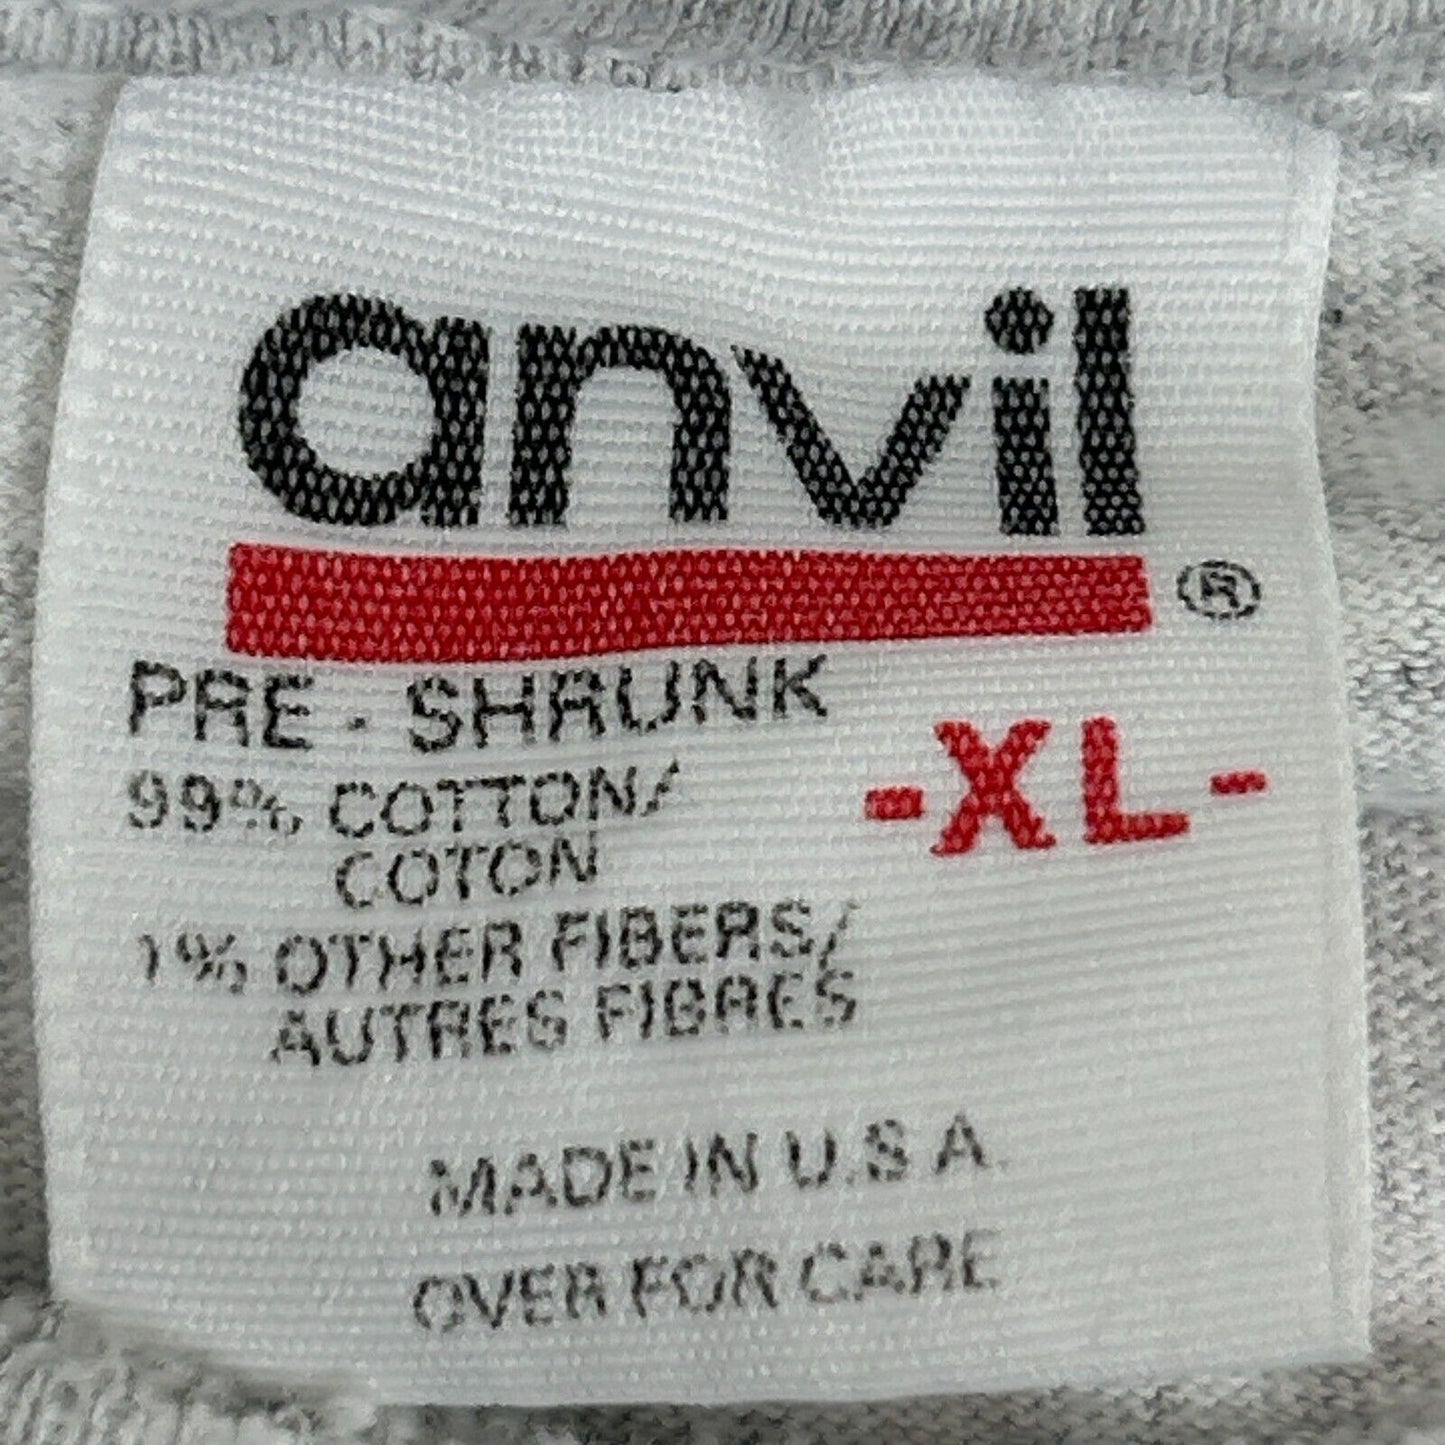 anvil
®
PRE - SHRUNK
-XL-
99% COTTON/
COTON
1% OTHER FIBERS/
AUTRES FIBRES
MADE IN U.S.A.
OVER FOR CARE